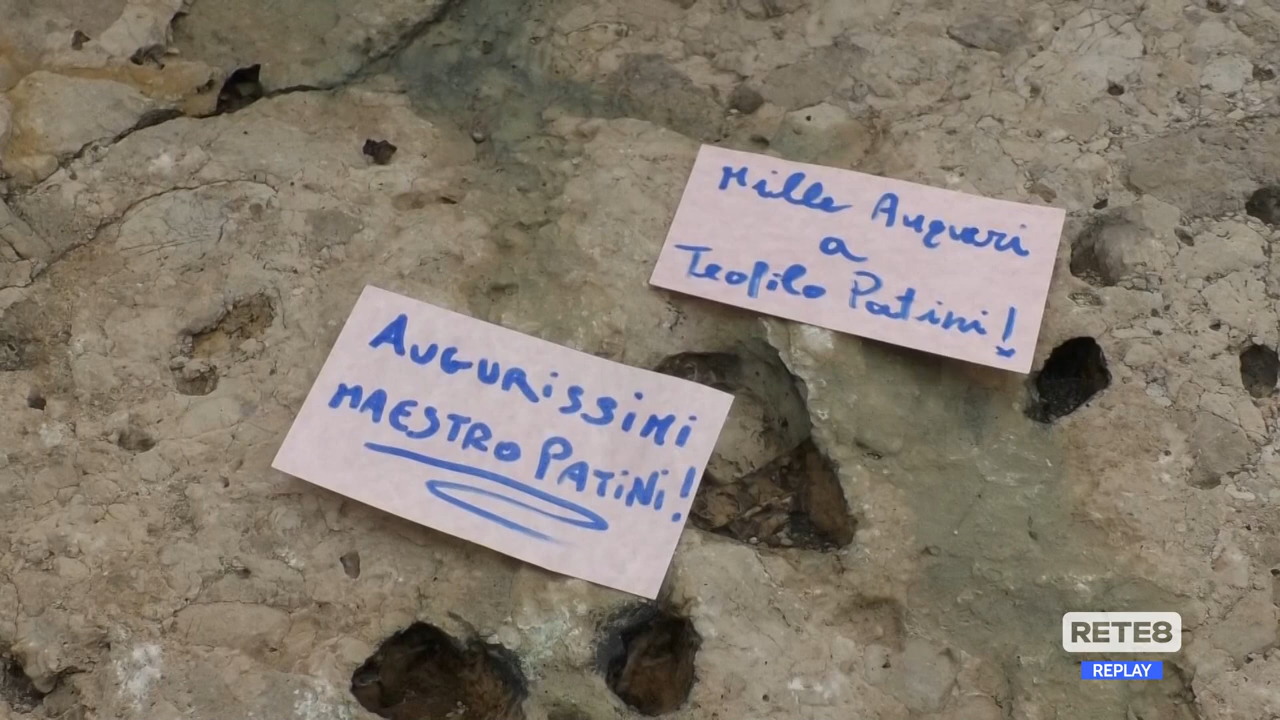 Mille Auguri
a
Teofilo Patini!
AUGURiSSiMi
MAESTRO PATiNi!
RETE8
REPLAY